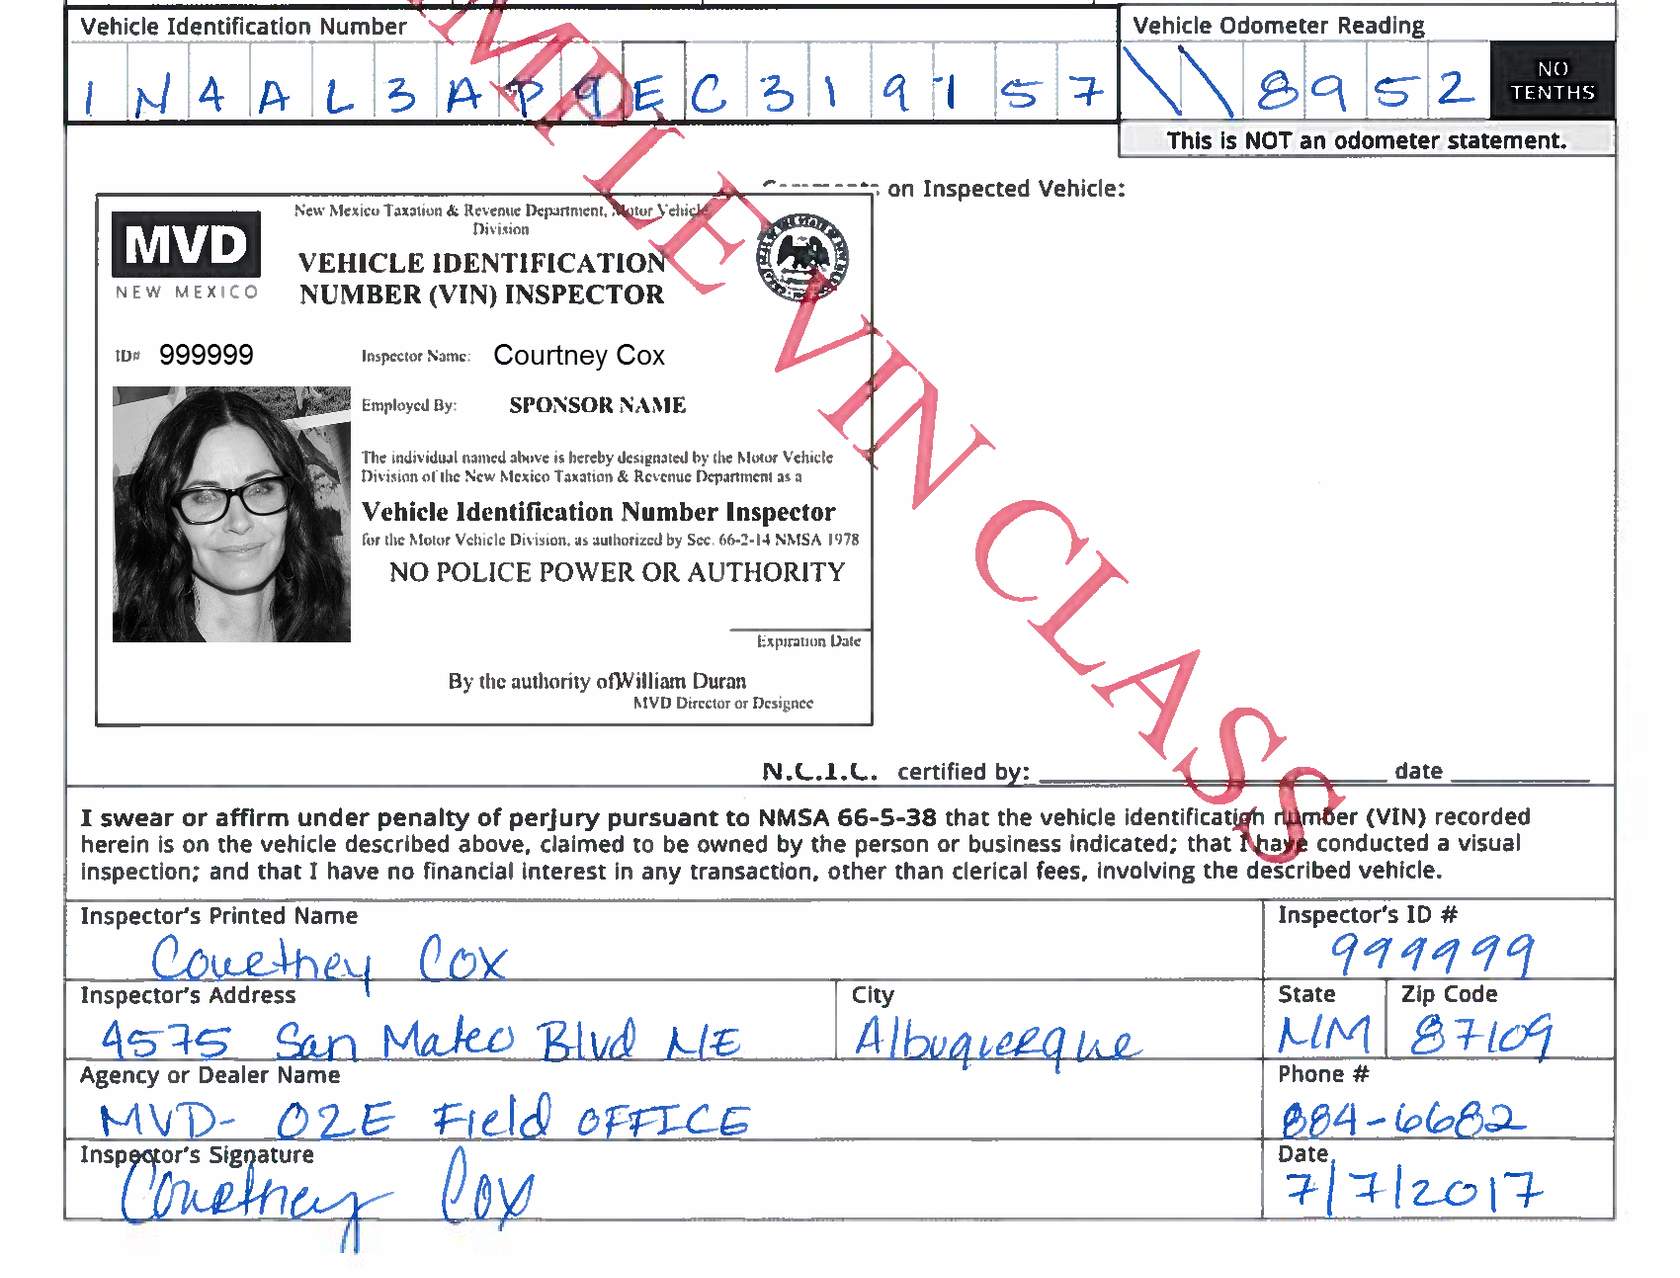 Vehicle Identification Number
Vehicle Odometer Reading
1 N 4 A L 3 A P 9 E C 3 1 9 1 5 7
\ \ 8 9 5 2
NO TENTHS
This is NOT an odometer statement.
on Inspected Vehicle:
New Mexico Taxation & Revenue Department, Motor Vehicle
Division
MVD
NEW MEXICO
VEHICLE IDENTIFICATION
NUMBER (VIN) INSPECTOR
ID# 999999
Inspector Name: Courtney Cox
Employed By: SPONSOR NAME
The individual named above is hereby designated by the Motor Vehicle
Division of the New Mexico Taxation & Revenue Department as a
Vehicle Identification Number Inspector
for the Motor Vehicle Division, as authorized by Sec. 66-2-14 NMSA 1978
NO POLICE POWER OR AUTHORITY
Expiration Date
By the authority of William Duran
MVD Director or Designee
MPLE VIN CLASS
N.C.I.C. certified by: date
I swear or affirm under penalty of perjury pursuant to NMSA 66-5-38 that the vehicle identification number (VIN) recorded
herein is on the vehicle described above, claimed to be owned by the person or business indicated; that I have conducted a visual
inspection; and that I have no financial interest in any transaction, other than clerical fees, involving the described vehicle.
Inspector's Printed Name
Courtney Cox
Inspector's ID #
999999
Inspector's Address
4575 San Mateo Blvd NE
City
Albuquerque
State
NM
Zip Code
87109
Agency or Dealer Name
MVD- 02E Field OFFICE
Phone #
884-6682
Inspector's Signature
Courtney Cox
Date
7/7/2017